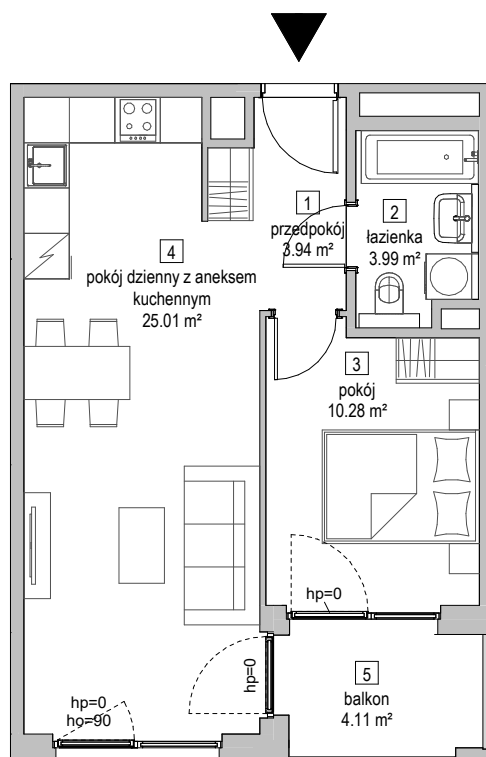 1
przedpokój
3.94 m²
2
łazienka
3.99 m²
4
pokój dzienny z aneksem
kuchennym
25.01 m²
3
pokój
10.28 m²
hp=0
hp=0
5
balkon
4.11 m²
hp=0
ho=90